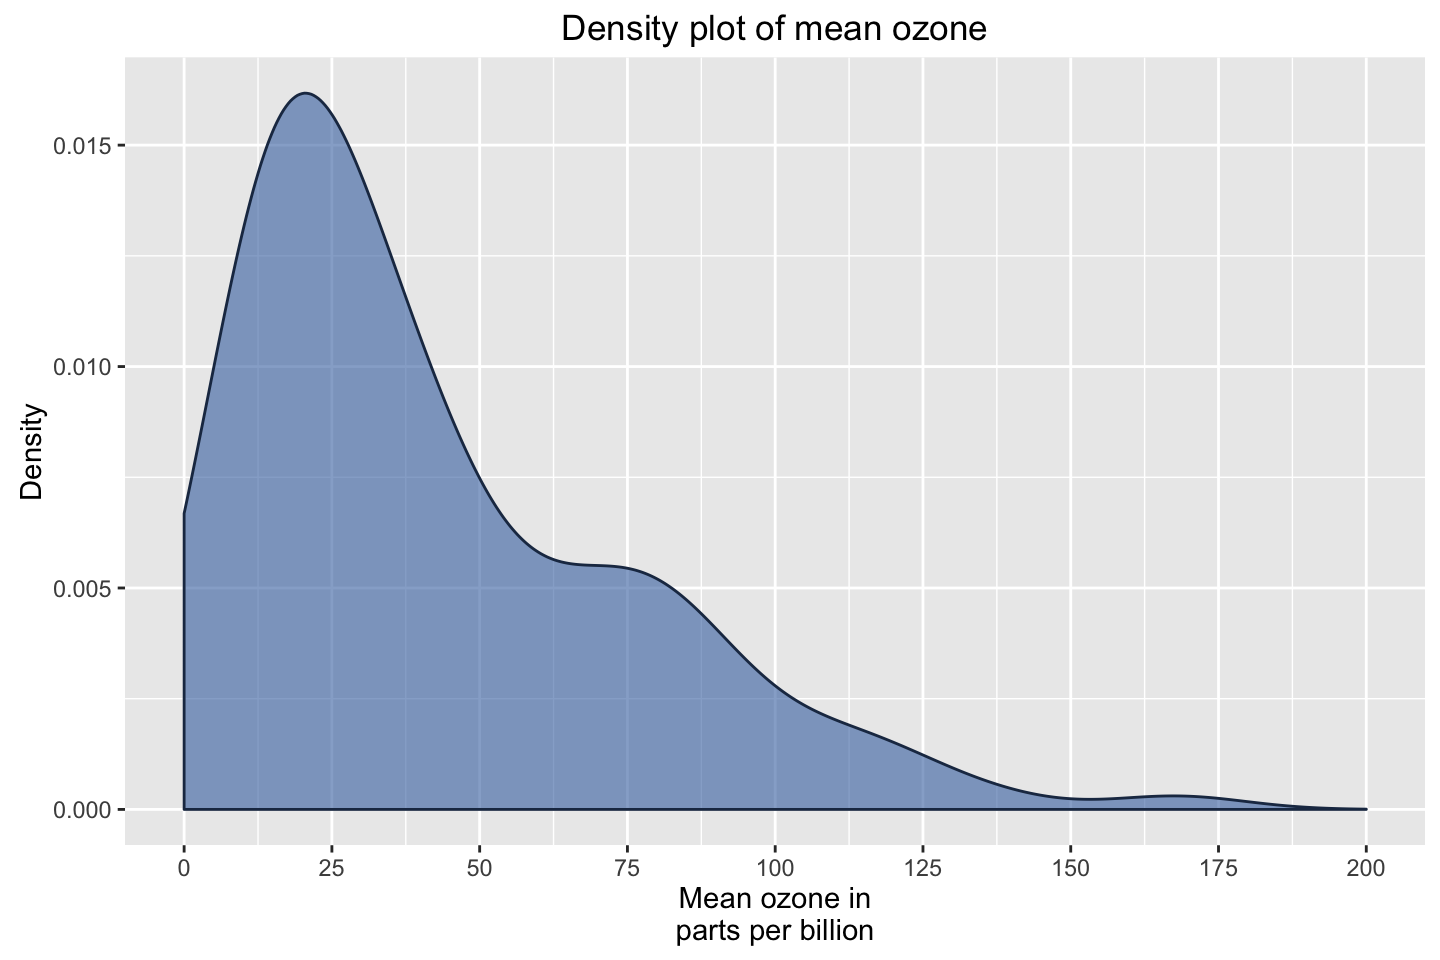 Density plot of mean ozone
Density
0.015
0.010
0.005
0.000
0 25 50 75 100 125 150 175 200
Mean ozone in
parts per billion